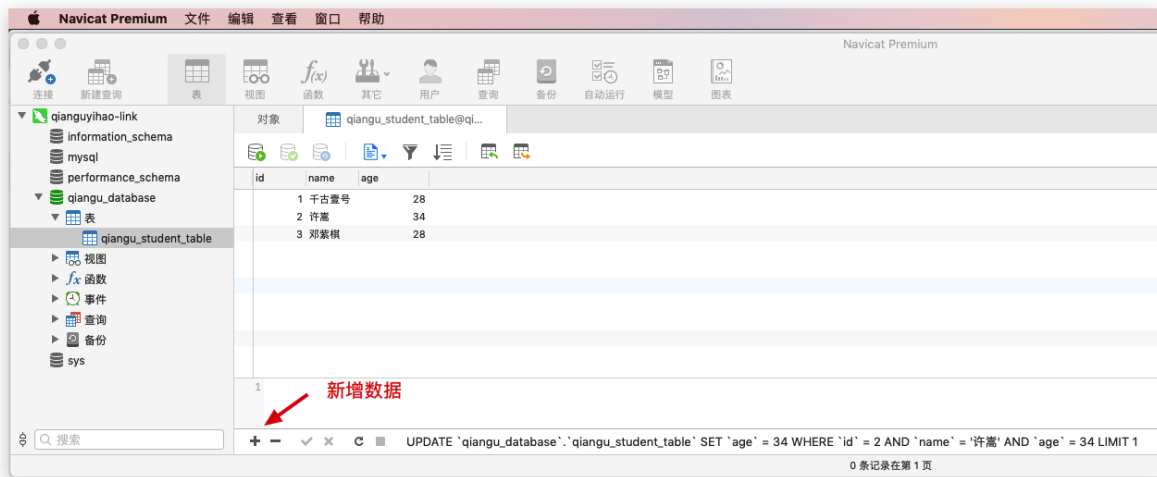 Navicat Premium 文件 编辑 查看 窗口 帮助
Navicat Premium
连接 新建查询 表 视图 函数 其它 用户 查询 备份 自动运行 模型 图表
qianguyihao-link
information_schema
mysql
performance_schema
qiangu_database
表
qiangu_student_table
视图
函数
事件
查询
备份
sys
搜索
对象 qiangu_student_table@qi...
id name age
1 千古壹号 28
2 许嵩 34
3 邓紫棋 28
1
新增数据
UPDATE `qiangu_database`.`qiangu_student_table` SET `age` = 34 WHERE `id` = 2 AND `name` = '许嵩' AND `age` = 34 LIMIT 1
0 条记录在第 1 页